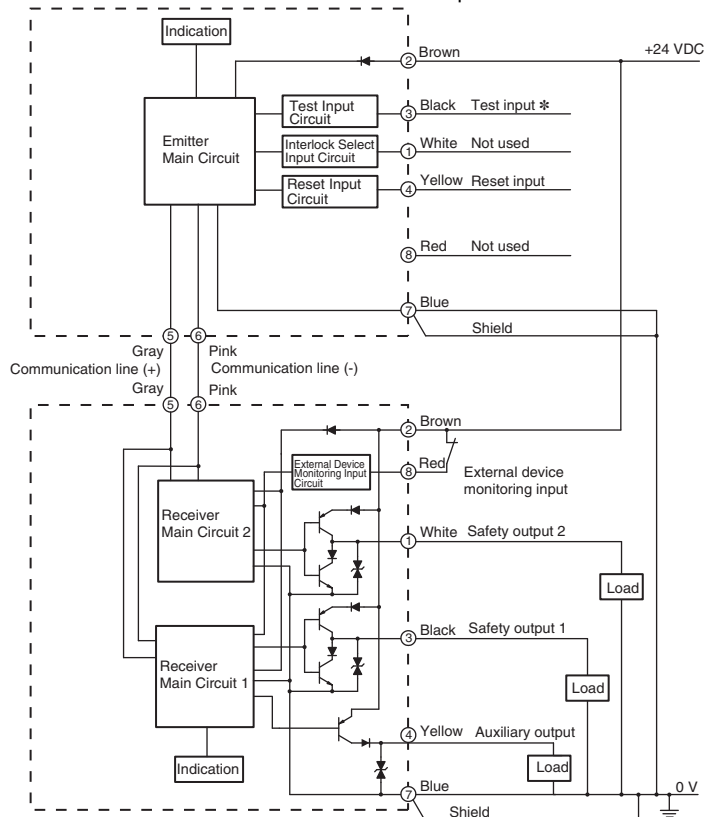 Indication
2
Brown
+24 VDC
Emitter
Main Circuit
Test Input
Circuit
3
Black
Test input *
Interlock Select
Input Circuit
1
White
Not used
Reset Input
Circuit
4
Yellow
Reset input
8
Red
Not used
7
Blue
Shield
5
6
Gray
Pink
Communication line (+)
Communication line (-)
Gray
Pink
5
6
2
Brown
External Device
Monitoring Input
Circuit
8
Red
External device
monitoring input
Receiver
Main Circuit 2
1
White
Safety output 2
Load
3
Black
Safety output 1
Receiver
Main Circuit 1
Load
4
Yellow
Auxiliary output
Indication
Load
7
Blue
0 V
Shield